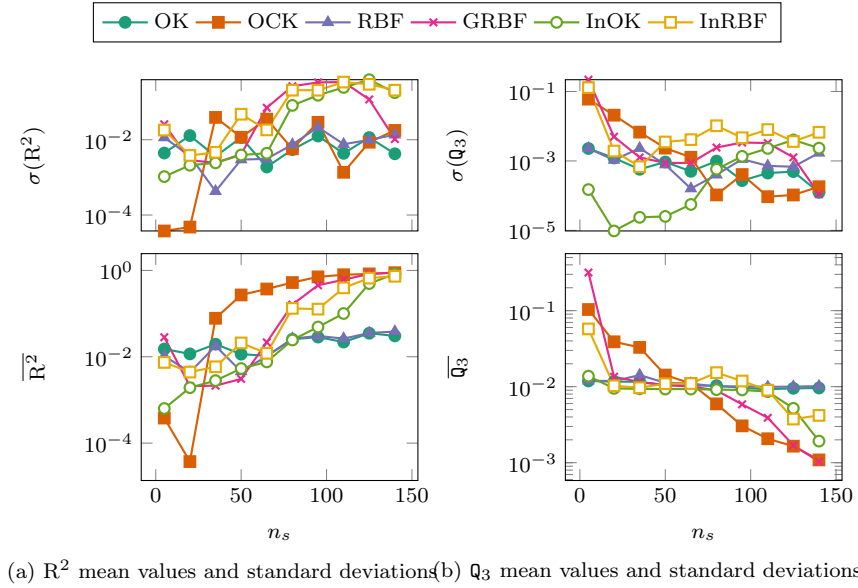 OK OCK RBF GRBF InOK InRBF
10⁻²
10⁻⁴
σ(R²)
10⁻¹
10⁻³
10⁻⁵
σ(Q₃)
10⁰
10⁻²
10⁻⁴
R̅²
0 50 100 150
nₛ
10⁻¹
10⁻²
10⁻³
Q̅₃
0 50 100 150
nₛ
(a) R² mean values and standard deviations
(b) Q₃ mean values and standard deviations